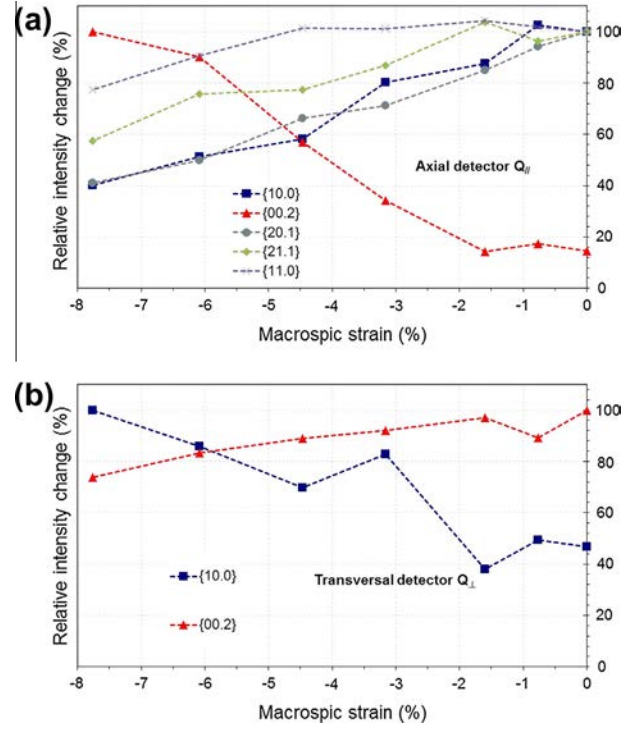 (a)
Relative intensity change (%)
100
80
60
40
20
0
Axial detector Q//
{10.0}
{00.2}
{20.1}
{21.1}
{11.0}
-8 -7 -6 -5 -4 -3 -2 -1 0
Macrospic strain (%)
(b)
Relative intensity change (%)
100
80
60
40
20
0
{10.0}
Transversal detector Q⊥
{00.2}
-8 -7 -6 -5 -4 -3 -2 -1 0
Macrospic strain (%)